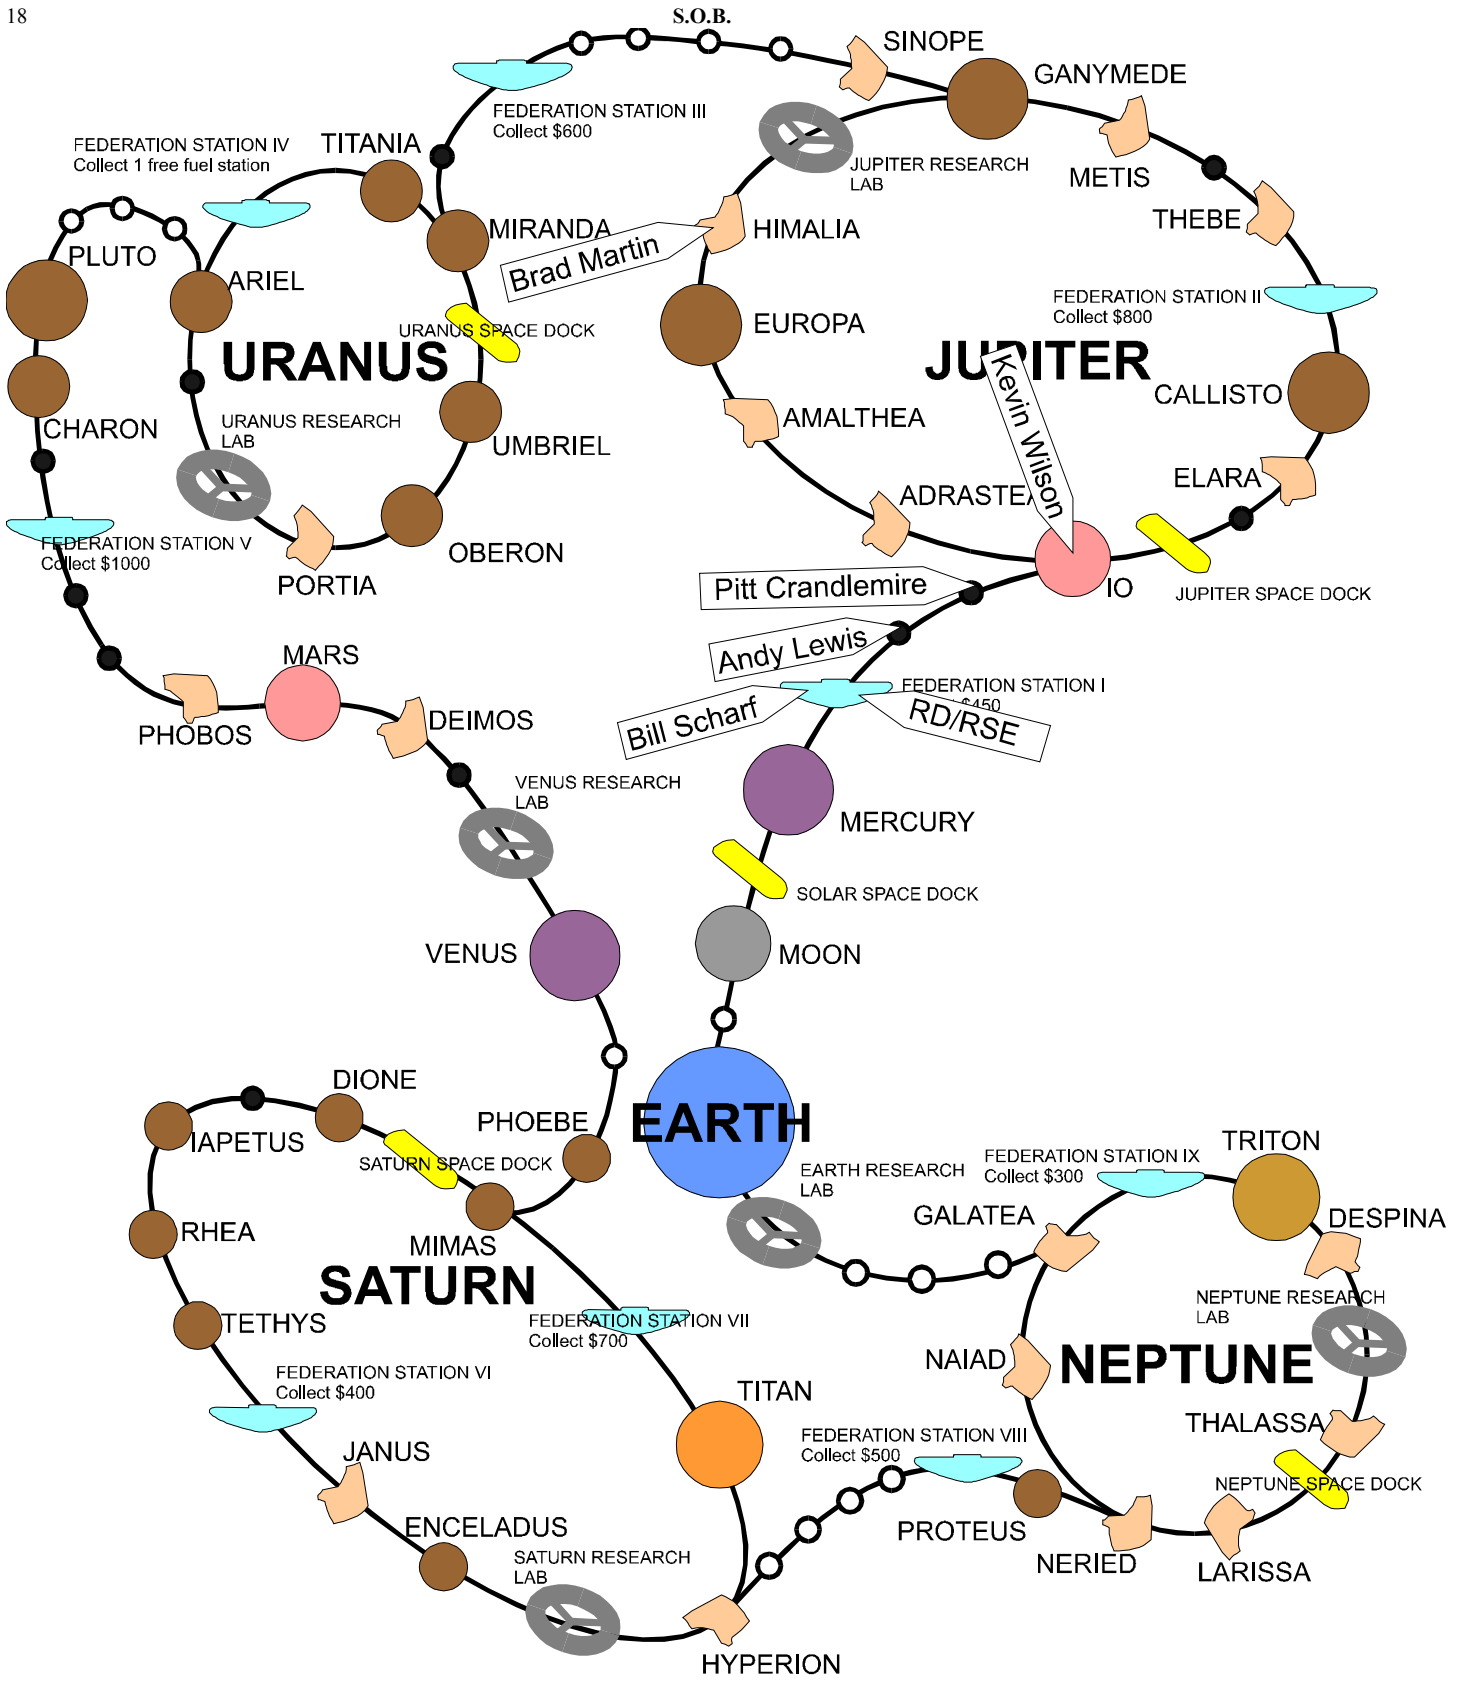 18
S.O.B.
SINOPE
GANYMEDE
FEDERATION STATION III
Collect $600
FEDERATION STATION IV
Collect 1 free fuel station
TITANIA
JUPITER RESEARCH
LAB
METIS
THEBE
MIRANDA
HIMALIA
Brad Martin
PLUTO
ARIEL
FEDERATION STATION II
Collect $800
URANUS SPACE DOCK
EUROPA
URANUS
JUPITER
Kevin Wilson
CALLISTO
CHARON
URANUS RESEARCH
LAB
AMALTHEA
UMBRIEL
ELARA
ADRASTEA
FEDERATION STATION V
Collect $1000
OBERON
PORTIA
Pitt Crandlemire
IO
JUPITER SPACE DOCK
Andy Lewis
MARS
FEDERATION STATION I
$450
Bill Scharf
RD/RSE
PHOBOS
DEIMOS
VENUS RESEARCH
LAB
MERCURY
SOLAR SPACE DOCK
VENUS
MOON
DIONE
PHOEBE
EARTH
IAPETUS
SATURN SPACE DOCK
EARTH RESEARCH
LAB
FEDERATION STATION IX
Collect $300
TRITON
GALATEA
DESPINA
RHEA
MIMAS
SATURN
NEPTUNE RESEARCH
LAB
TETHYS
FEDERATION STATION VII
Collect $700
NAIAD
NEPTUNE
FEDERATION STATION VI
Collect $400
TITAN
THALASSA
FEDERATION STATION VIII
Collect $500
JANUS
NEPTUNE SPACE DOCK
ENCELADUS
PROTEUS
SATURN RESEARCH
LAB
NERIED
LARISSA
HYPERION